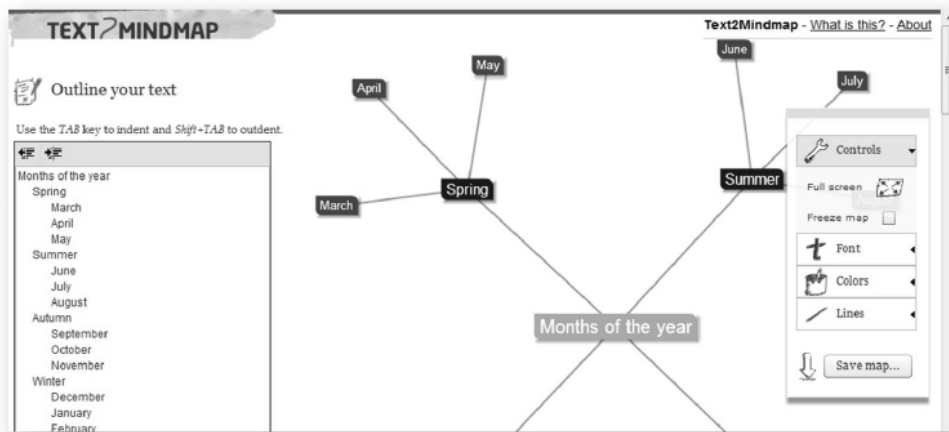 TEXT2MINDMAP
Text2Mindmap - What is this? - About
Outline your text
Use the TAB key to indent and Shift+TAB to outdent.
Months of the year
Spring
March
April
May
Summer
June
July
August
Autumn
September
October
November
Winter
December
January
February
May
April
March
Spring
June
July
Summer
August
Months of the year
Controls
Full screen
Freeze map
Font
Colors
Lines
Save map...